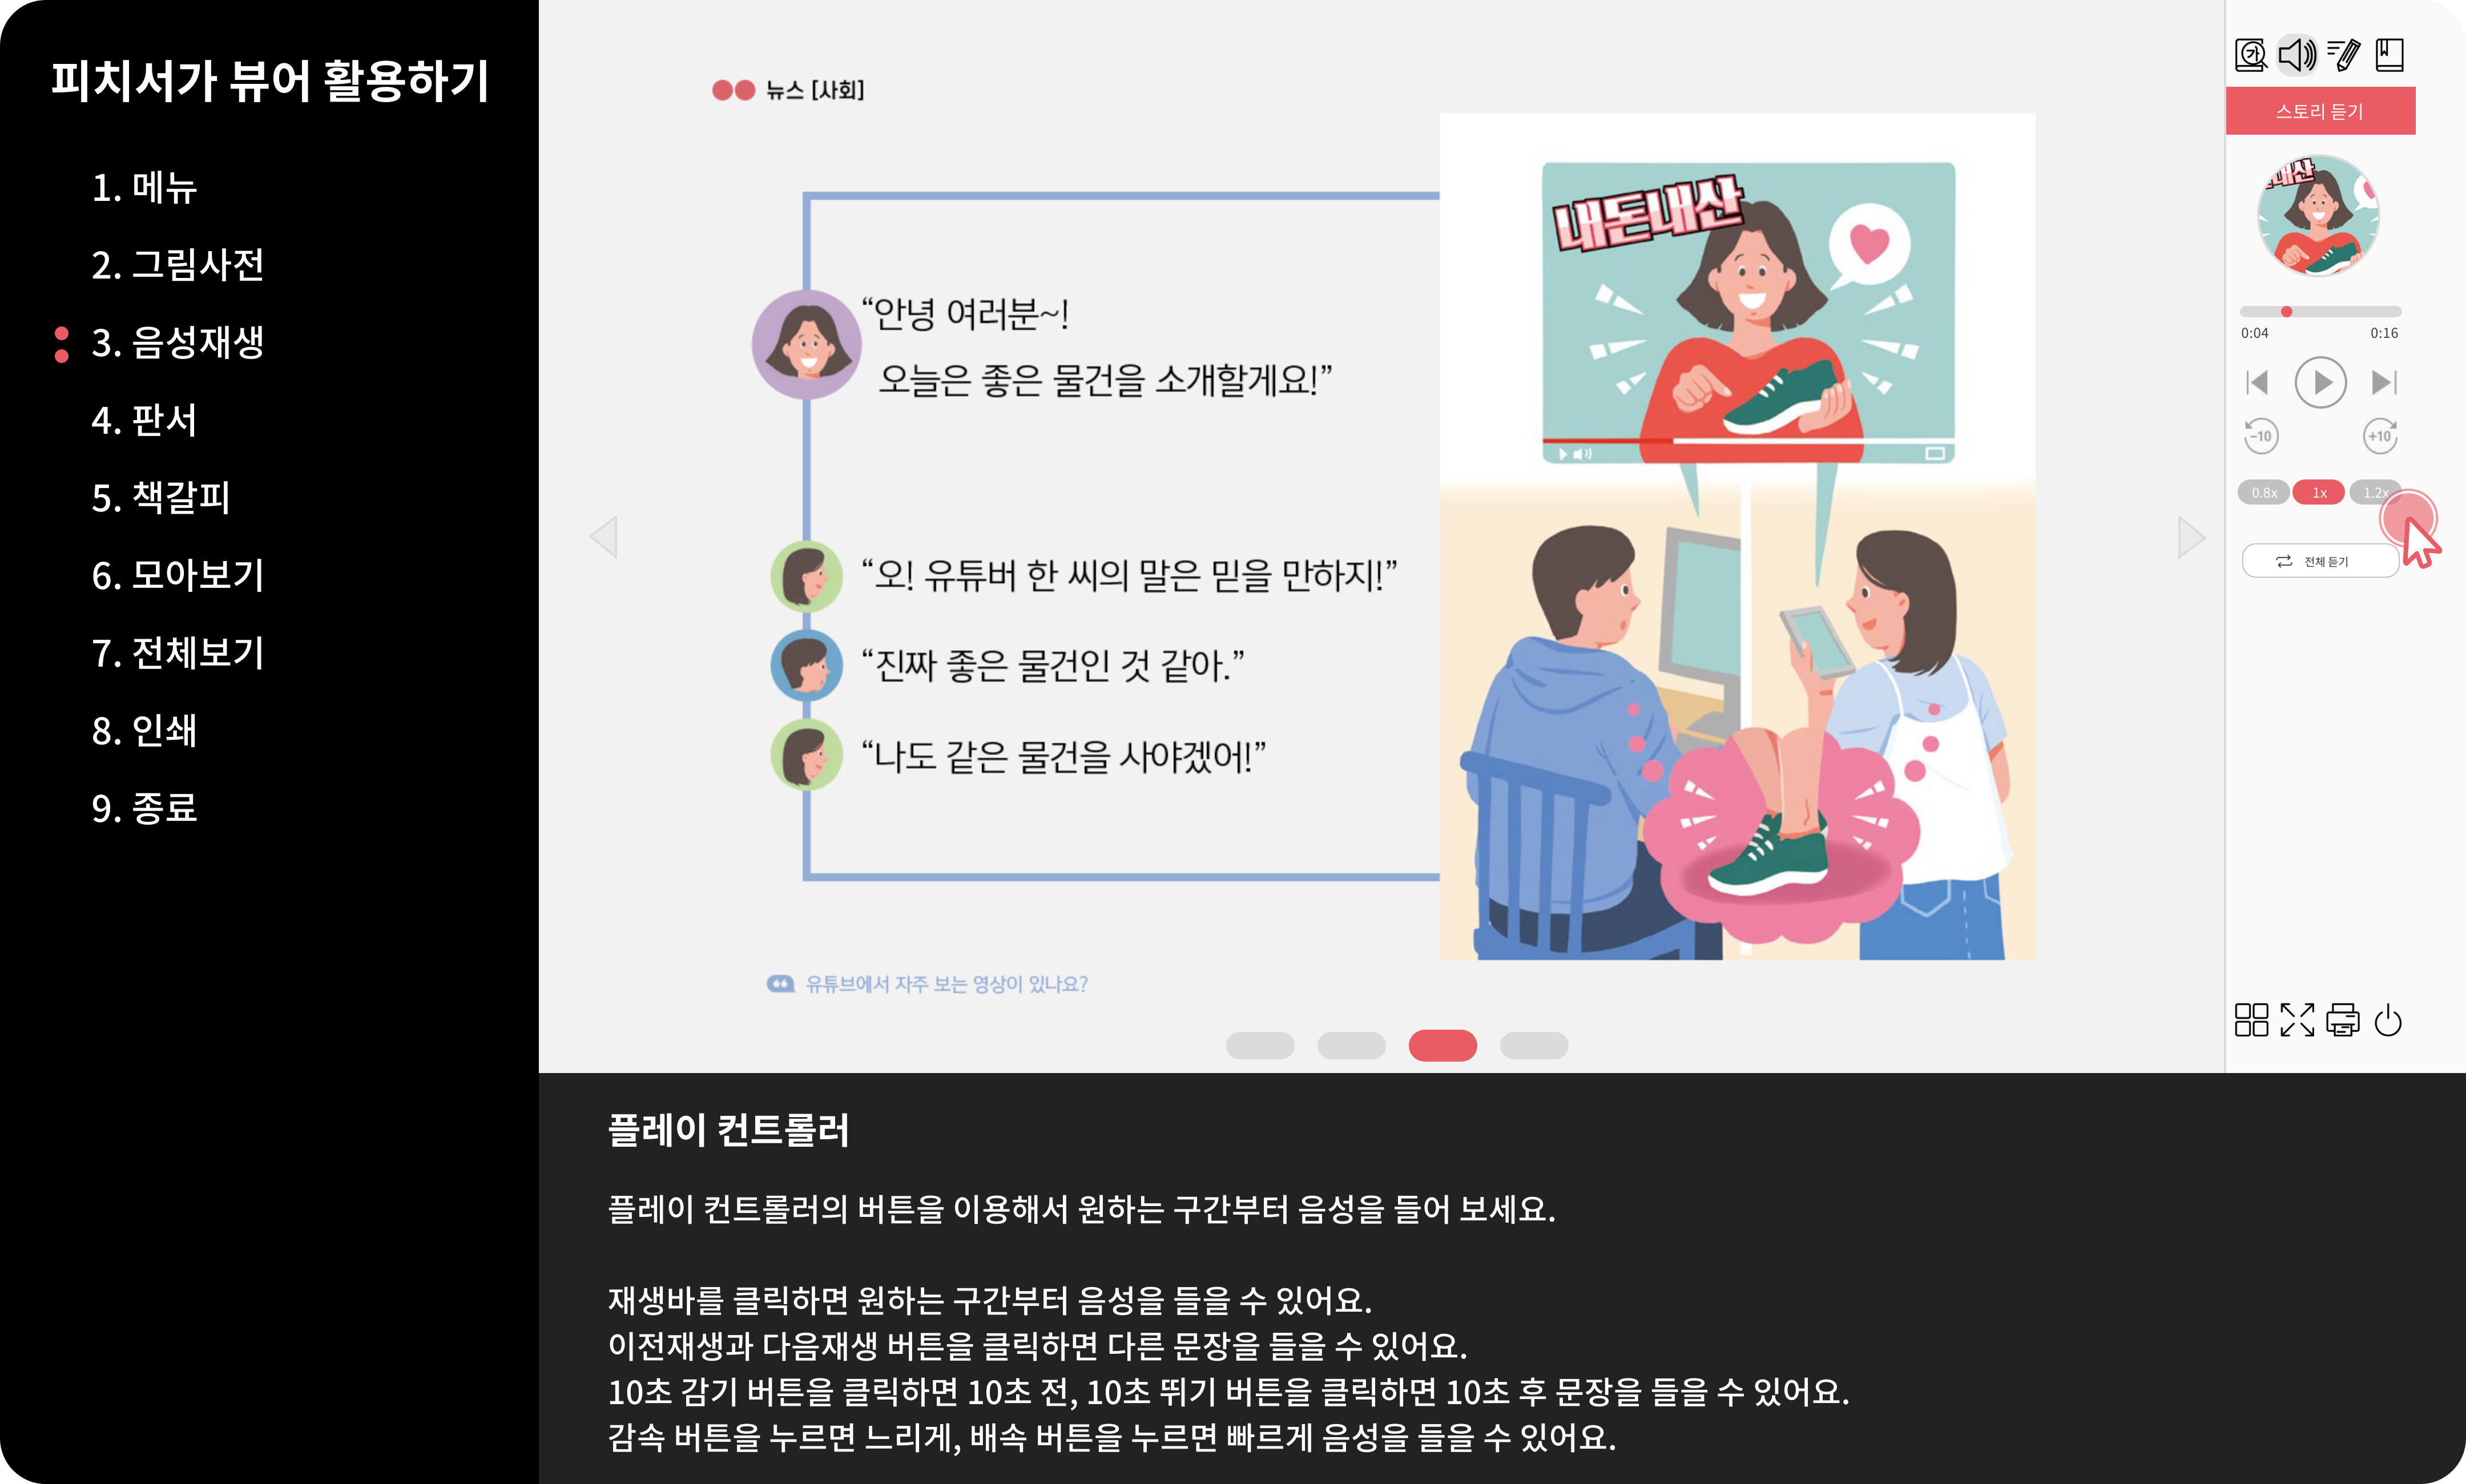 피치서가 뷰어 활용하기
1. 메뉴
2. 그림사전
3. 음성재생
4. 판서
5. 책갈피
6. 모아보기
7. 전체보기
8. 인쇄
9. 종료
뉴스 [사회]
“안녕 여러분~!
오늘은 좋은 물건을 소개할게요!”
“오! 유튜버 한 씨의 말은 믿을 만하지!”
“진짜 좋은 물건인 것 같아.”
“나도 같은 물건을 사야겠어!”
내돈내산
유튜브에서 자주 보는 영상이 있나요?
가
스토리 듣기
내산
0:04 0:16
-10 +10
0.8x 1x 1.2x
전체 듣기
플레이 컨트롤러
플레이 컨트롤러의 버튼을 이용해서 원하는 구간부터 음성을 들어 보세요.
재생바를 클릭하면 원하는 구간부터 음성을 들을 수 있어요.
이전재생과 다음재생 버튼을 클릭하면 다른 문장을 들을 수 있어요.
10초 감기 버튼을 클릭하면 10초 전, 10초 뛰기 버튼을 클릭하면 10초 후 문장을 들을 수 있어요.
감속 버튼을 누르면 느리게, 배속 버튼을 누르면 빠르게 음성을 들을 수 있어요.